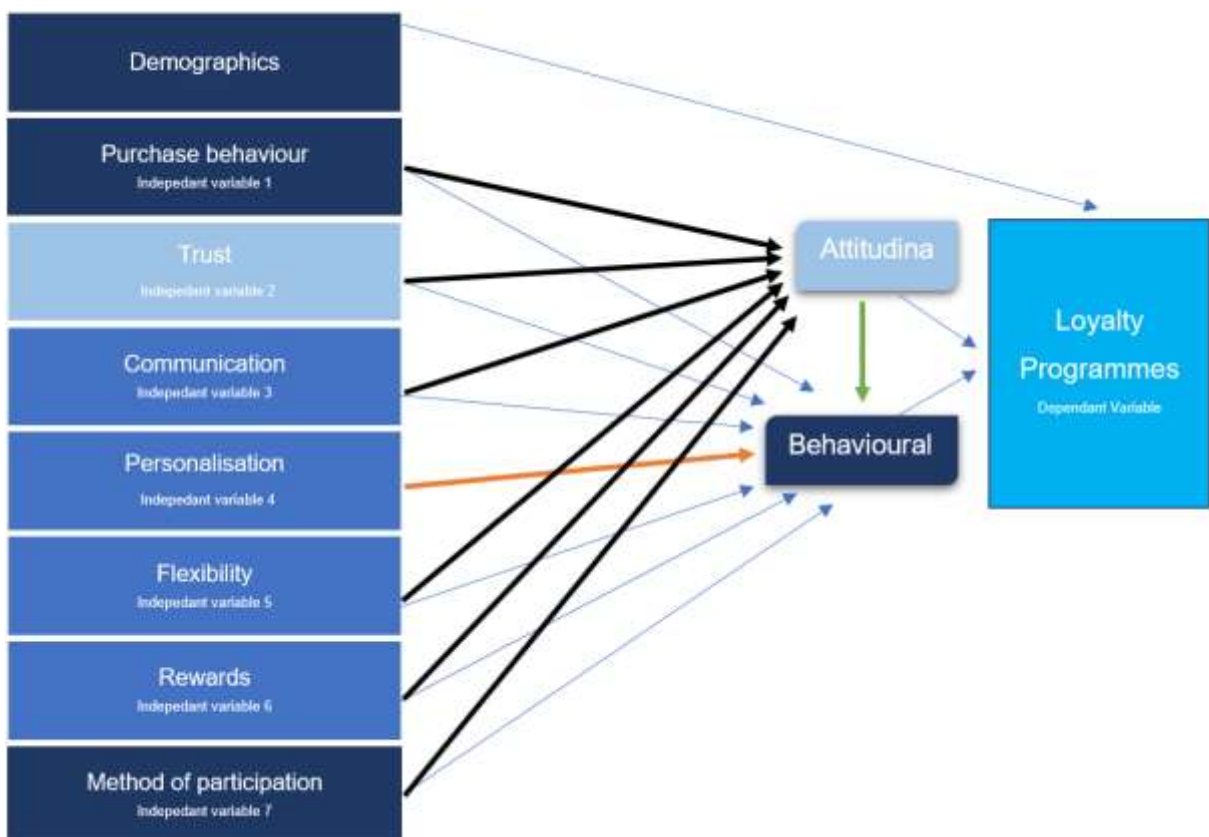 Demographics
Purchase behaviour
Indepedant variable 1
Trust
Indepedant variable 2
Communication
Indepedant variable 3
Personalisation
Indepedant variable 4
Flexibility
Indepedant variable 5
Rewards
Indepedant variable 6
Method of participation
Indepedant variable 7
Attitudina
Behavioural
Loyalty
Programmes
Dependant Variable